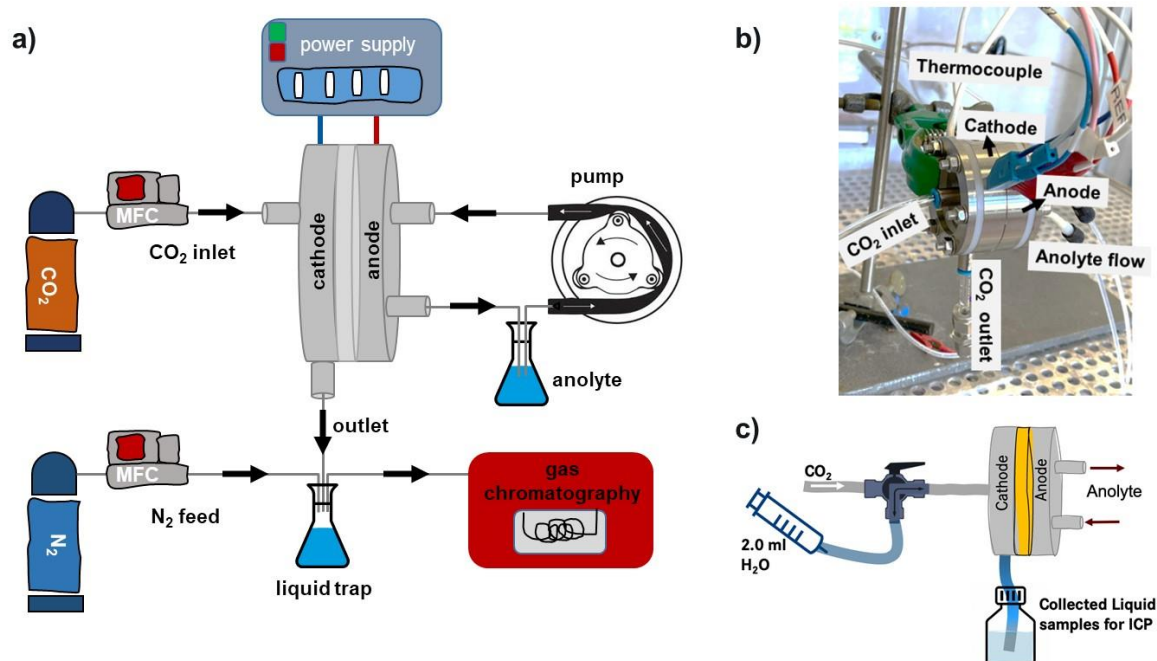 a)
power supply
MFC
CO₂ inlet
CO₂
cathode
anode
pump
anolyte
outlet
MFC
N₂ feed
N₂
liquid trap
gas
chromatography
b)
Thermocouple
Cathode
REF
Anode
CO₂ inlet
Anolyte flow
CO₂ outlet
c)
CO₂
2.0 ml
H₂O
Cathode
Anode
Anolyte
Collected Liquid
samples for ICP